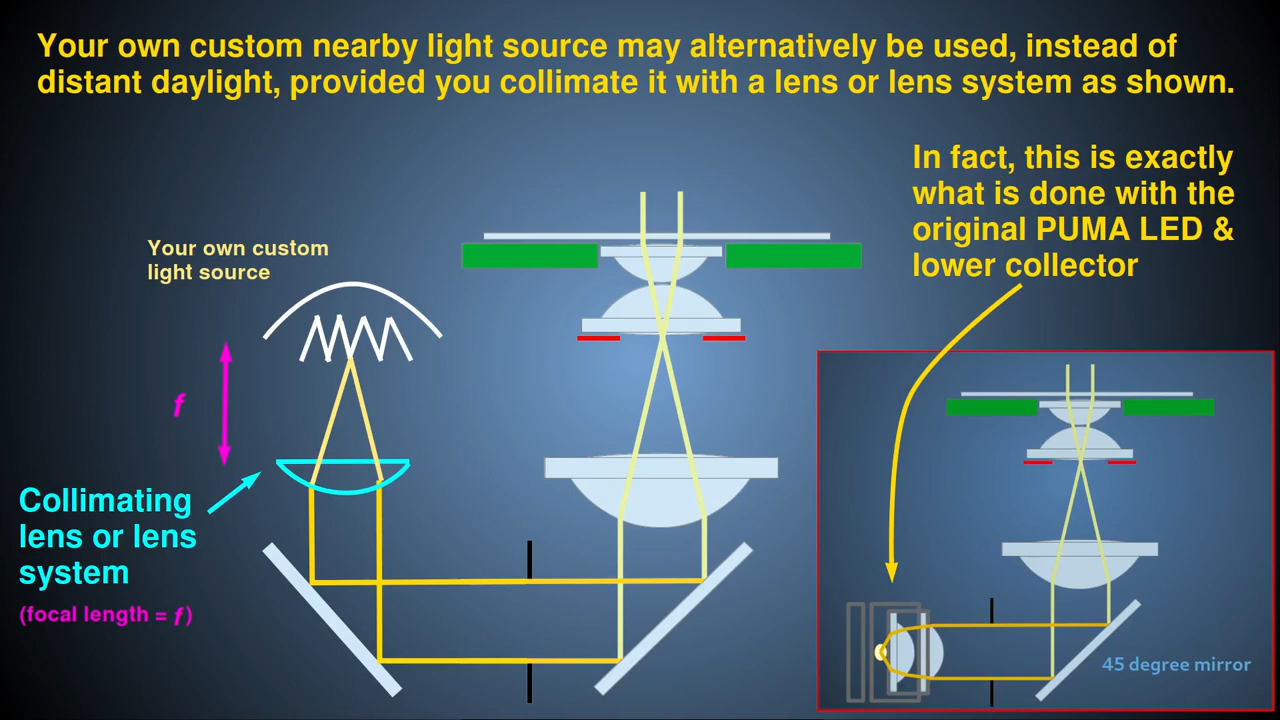 Your own custom nearby light source may alternatively be used, instead of
distant daylight, provided you collimate it with a lens or lens system as shown.
In fact, this is exactly
what is done with the
original PUMA LED &
lower collector
Your own custom
light source
f
Collimating
lens or lens
system
(focal length = f)
45 degree mirror